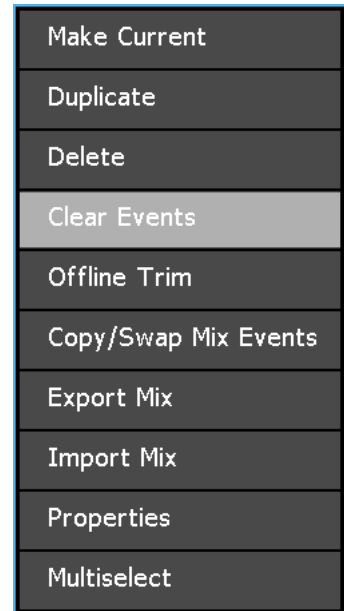 Make Current
Duplicate
Delete
Clear Events
Offline Trim
Copy/Swap Mix Events
Export Mix
Import Mix
Properties
Multiselect